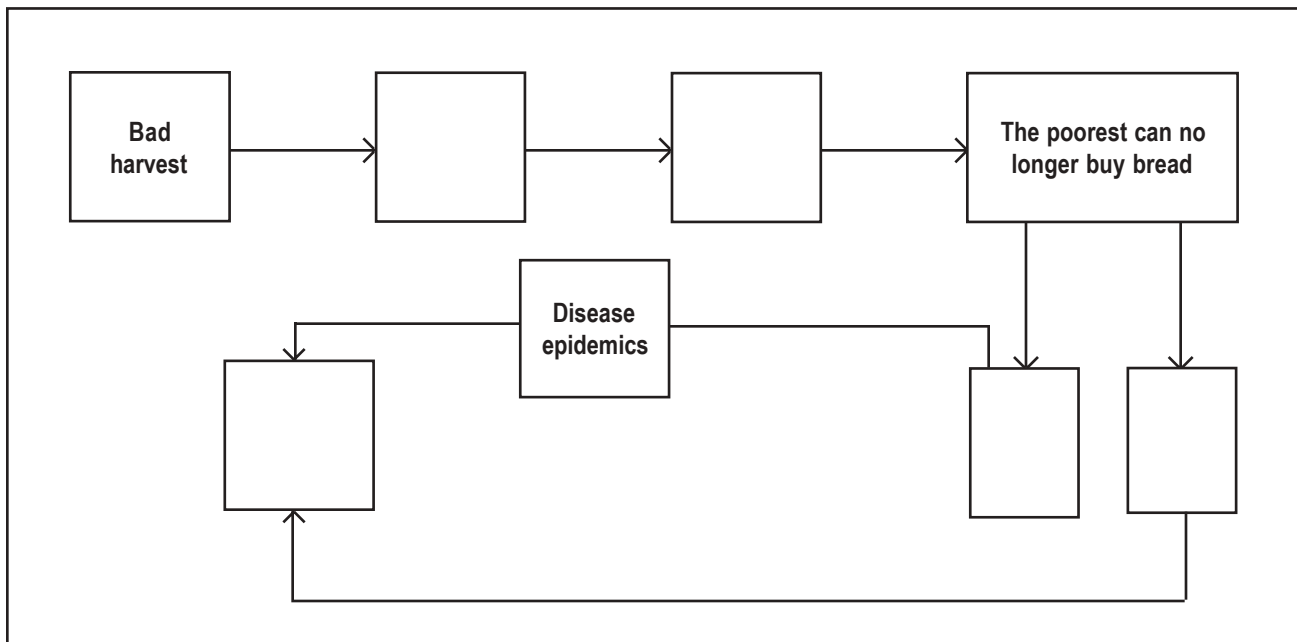 Bad
harvest
The poorest can no
longer buy bread
Disease
epidemics